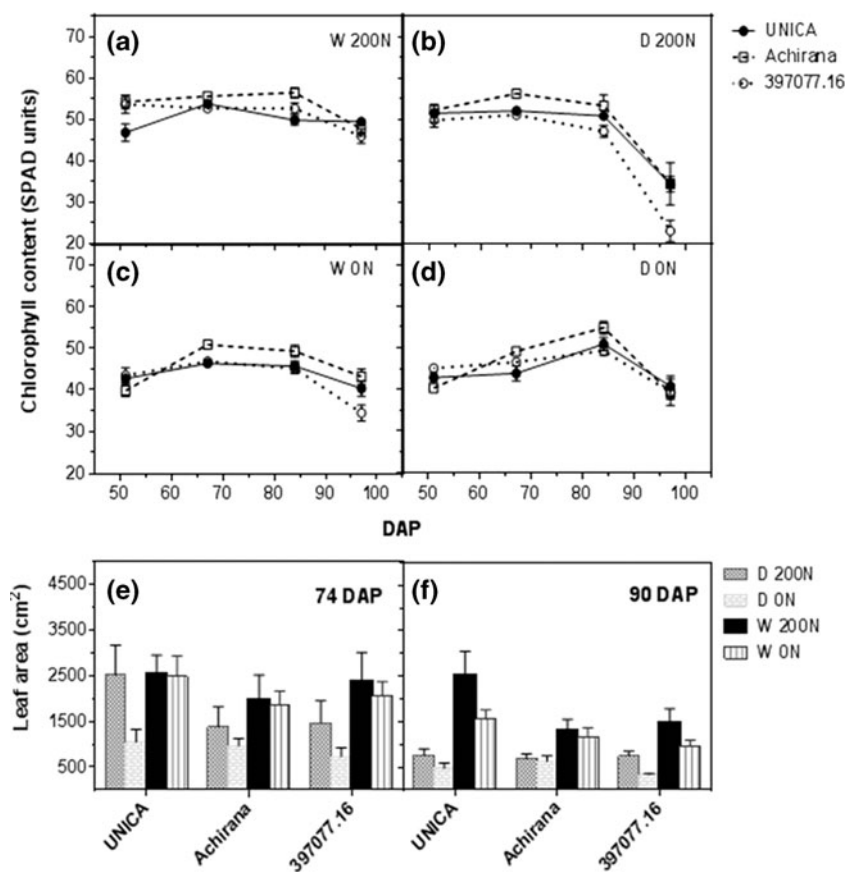 (a) W 200N
(b) D 200N
UNICA
Achirana
397077.16
70
60
50
40
30
20
(c) W 0N
(d) D 0N
70
60
50
40
30
20
Chlorophyll content (SPAD units)
50 60 70 80 90 100
50 60 70 80 90 100
DAP
(e) 74 DAP
(f) 90 DAP
4500
3500
2500
1500
500
Leaf area (cm²)
D 200N
D 0N
W 200N
W 0N
UNICA Achirana 397077.16
UNICA Achirana 397077.16